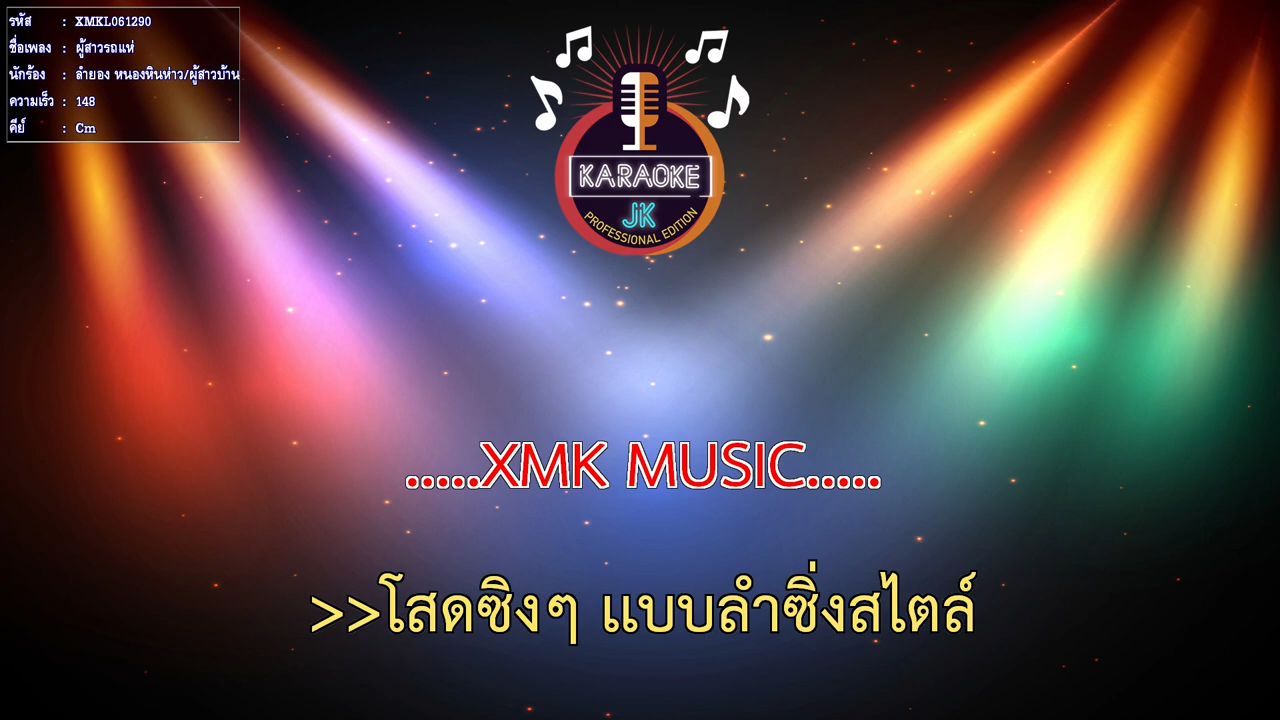 รหัส : XMKL061290
ชื่อเพลง : ผู้สาวรถแห่
นักร้อง : ลำยอง หนองหินห่าว/ผู้สาวบ้าน
ความเร็ว : 148
คีย์ : Cm
KARAOKE
JK
PROFESSIONAL EDITION
.....XMK MUSIC.....
>>โสดซิงๆ แบบลำซิ่งสไตล์